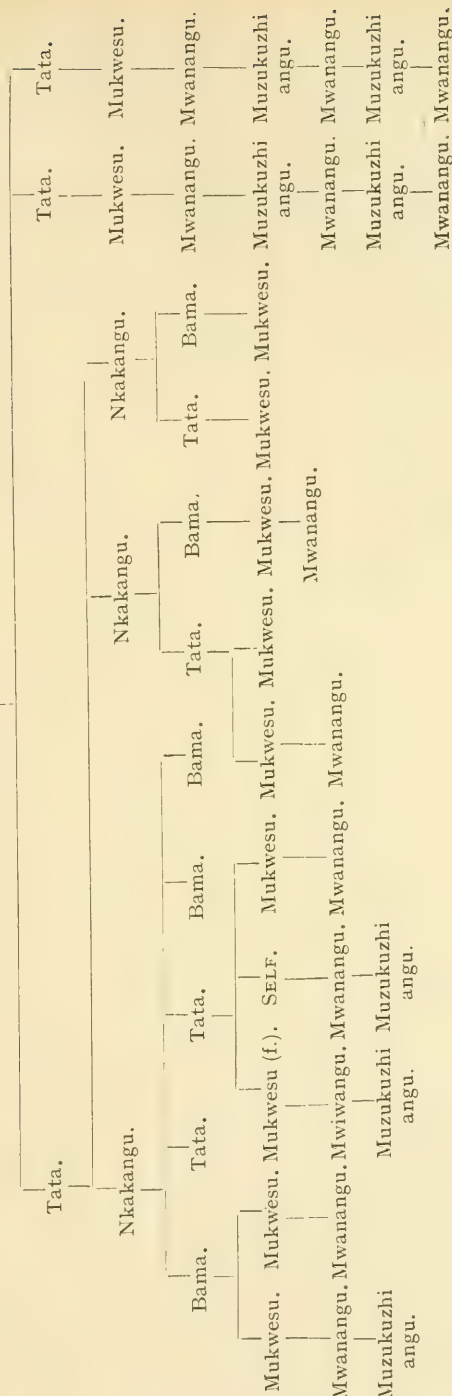 Tata. Tata. Tata.
Nkakangu. Nkakangu. Nkakangu. Mukwesu. Mukwesu.
Bama. Tata. Tata. Bama. Bama. Tata. Bama. Tata. Bama. Mwanangu. Mwanangu.
Mukwesu. Mukwesu. Mukwesu (f.). SELF. Mukwesu. Mukwesu. Mukwesu. Mukwesu. Mukwesu. Mukwesu. Muzukuzhi Muzukuzhi
angu. angu.
Mwanangu. Mwanangu. Mwiwangu. Mwanangu. Mwanangu. Mwanangu. Mwanangu. Mwanangu. Mwanangu.
Muzukuzhi Muzukuzhi Muzukuzhi Muzukuzhi Muzukuzhi
angu. angu. angu. angu. angu.
Mwanangu. Mwanangu.